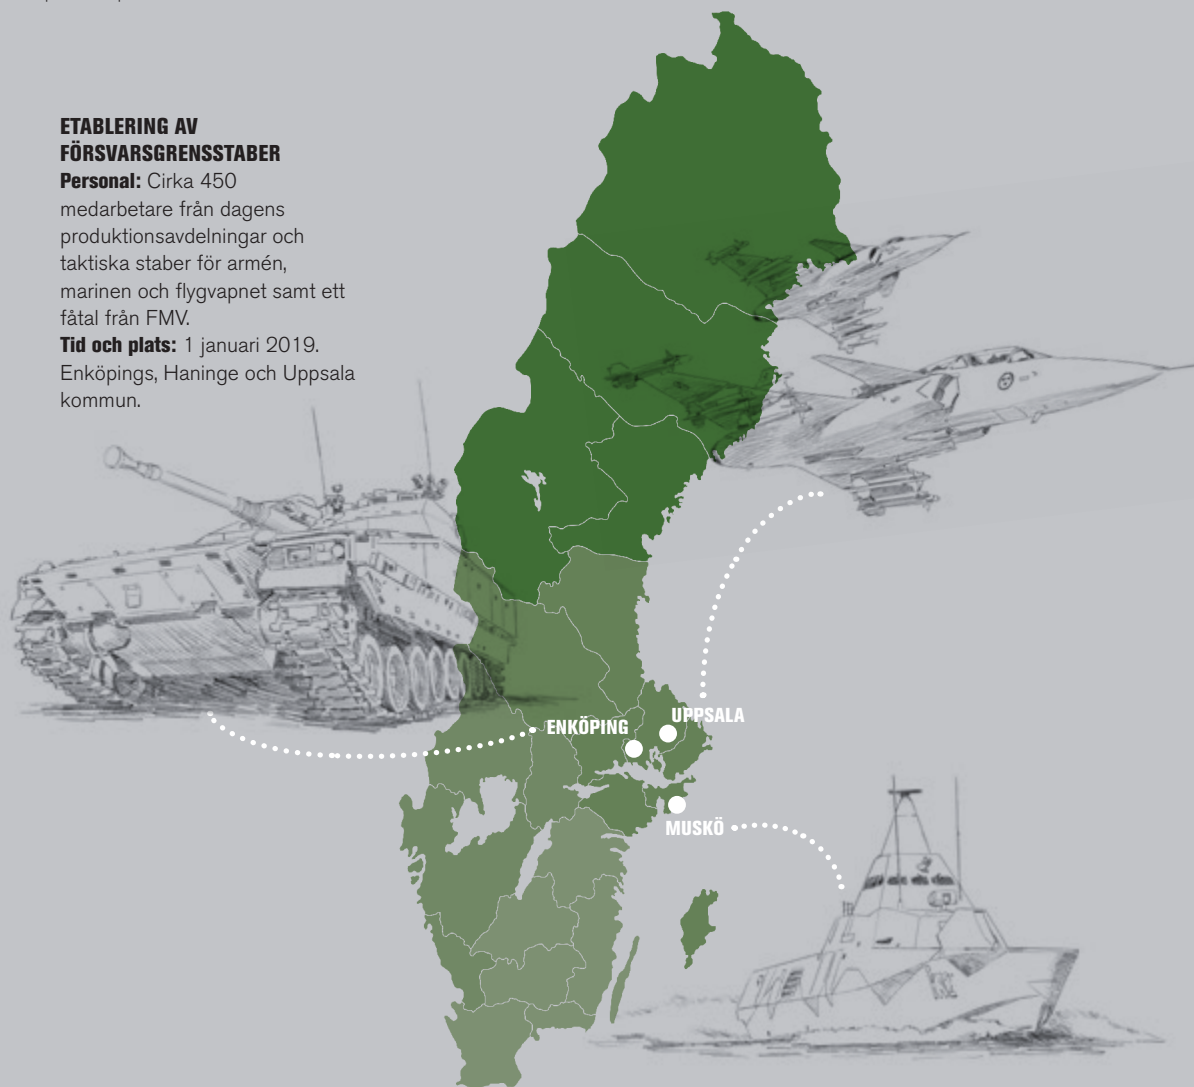 ETABLERING AV
FÖRSVARSGRENSSTABER
Personal: Cirka 450
medarbetare från dagens
produktionsavdelningar och
taktiska staber för armén,
marinen och flygvapnet samt ett
fåtal från FMV.
Tid och plats: 1 januari 2019.
Enköpings, Haninge och Uppsala
kommun.
UPPSALA
ENKÖPING
MUSKÖ